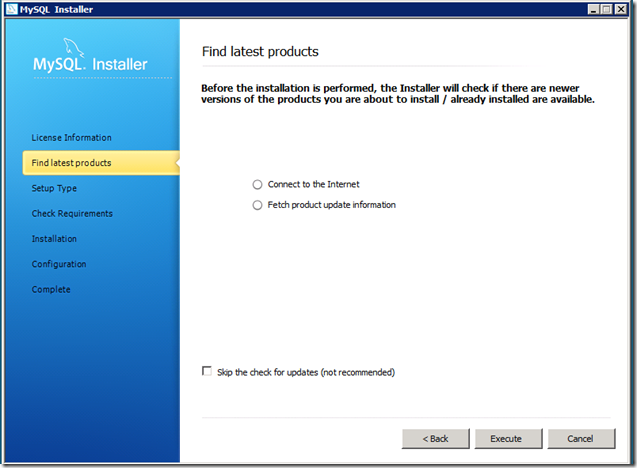 MySQL Installer
MySQL. Installer
Find latest products
Before the installation is performed, the Installer will check if there are newer
versions of the products you are about to install / already installed are available.
License Information
Find latest products
Setup Type
Check Requirements
Installation
Configuration
Complete
Connect to the Internet
Fetch product update information
Skip the check for updates (not recommended)
< Back
Execute
Cancel